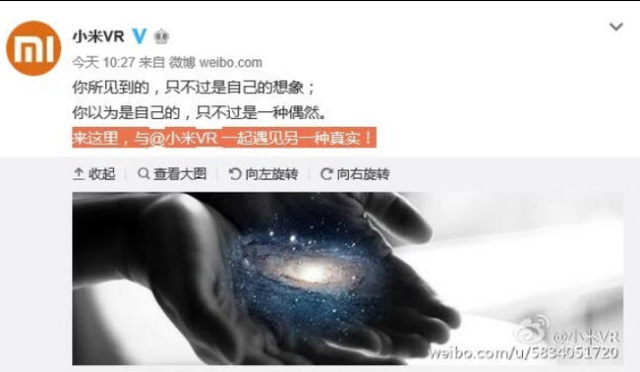 小米VR
今天 10:27 来自 微博 weibo.com
你所见到的，只不过是自己的想象；
你以为是自己的，只不过是一种偶然。
来这里，与@小米VR 一起遇见另一种真实！
收起 查看大图 向左旋转 向右旋转
@小米VR
weibo.com/u/5834051720